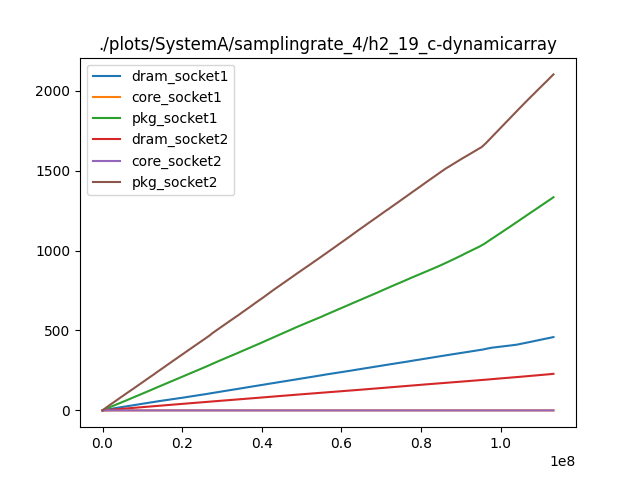 ./plots/SystemA/samplingrate_4/h2_19_c-dynamicarray
dram_socket1
core_socket1
pkg_socket1
dram_socket2
core_socket2
pkg_socket2
2000
1500
1000
500
0
0.0 0.2 0.4 0.6 0.8 1.0
1e8